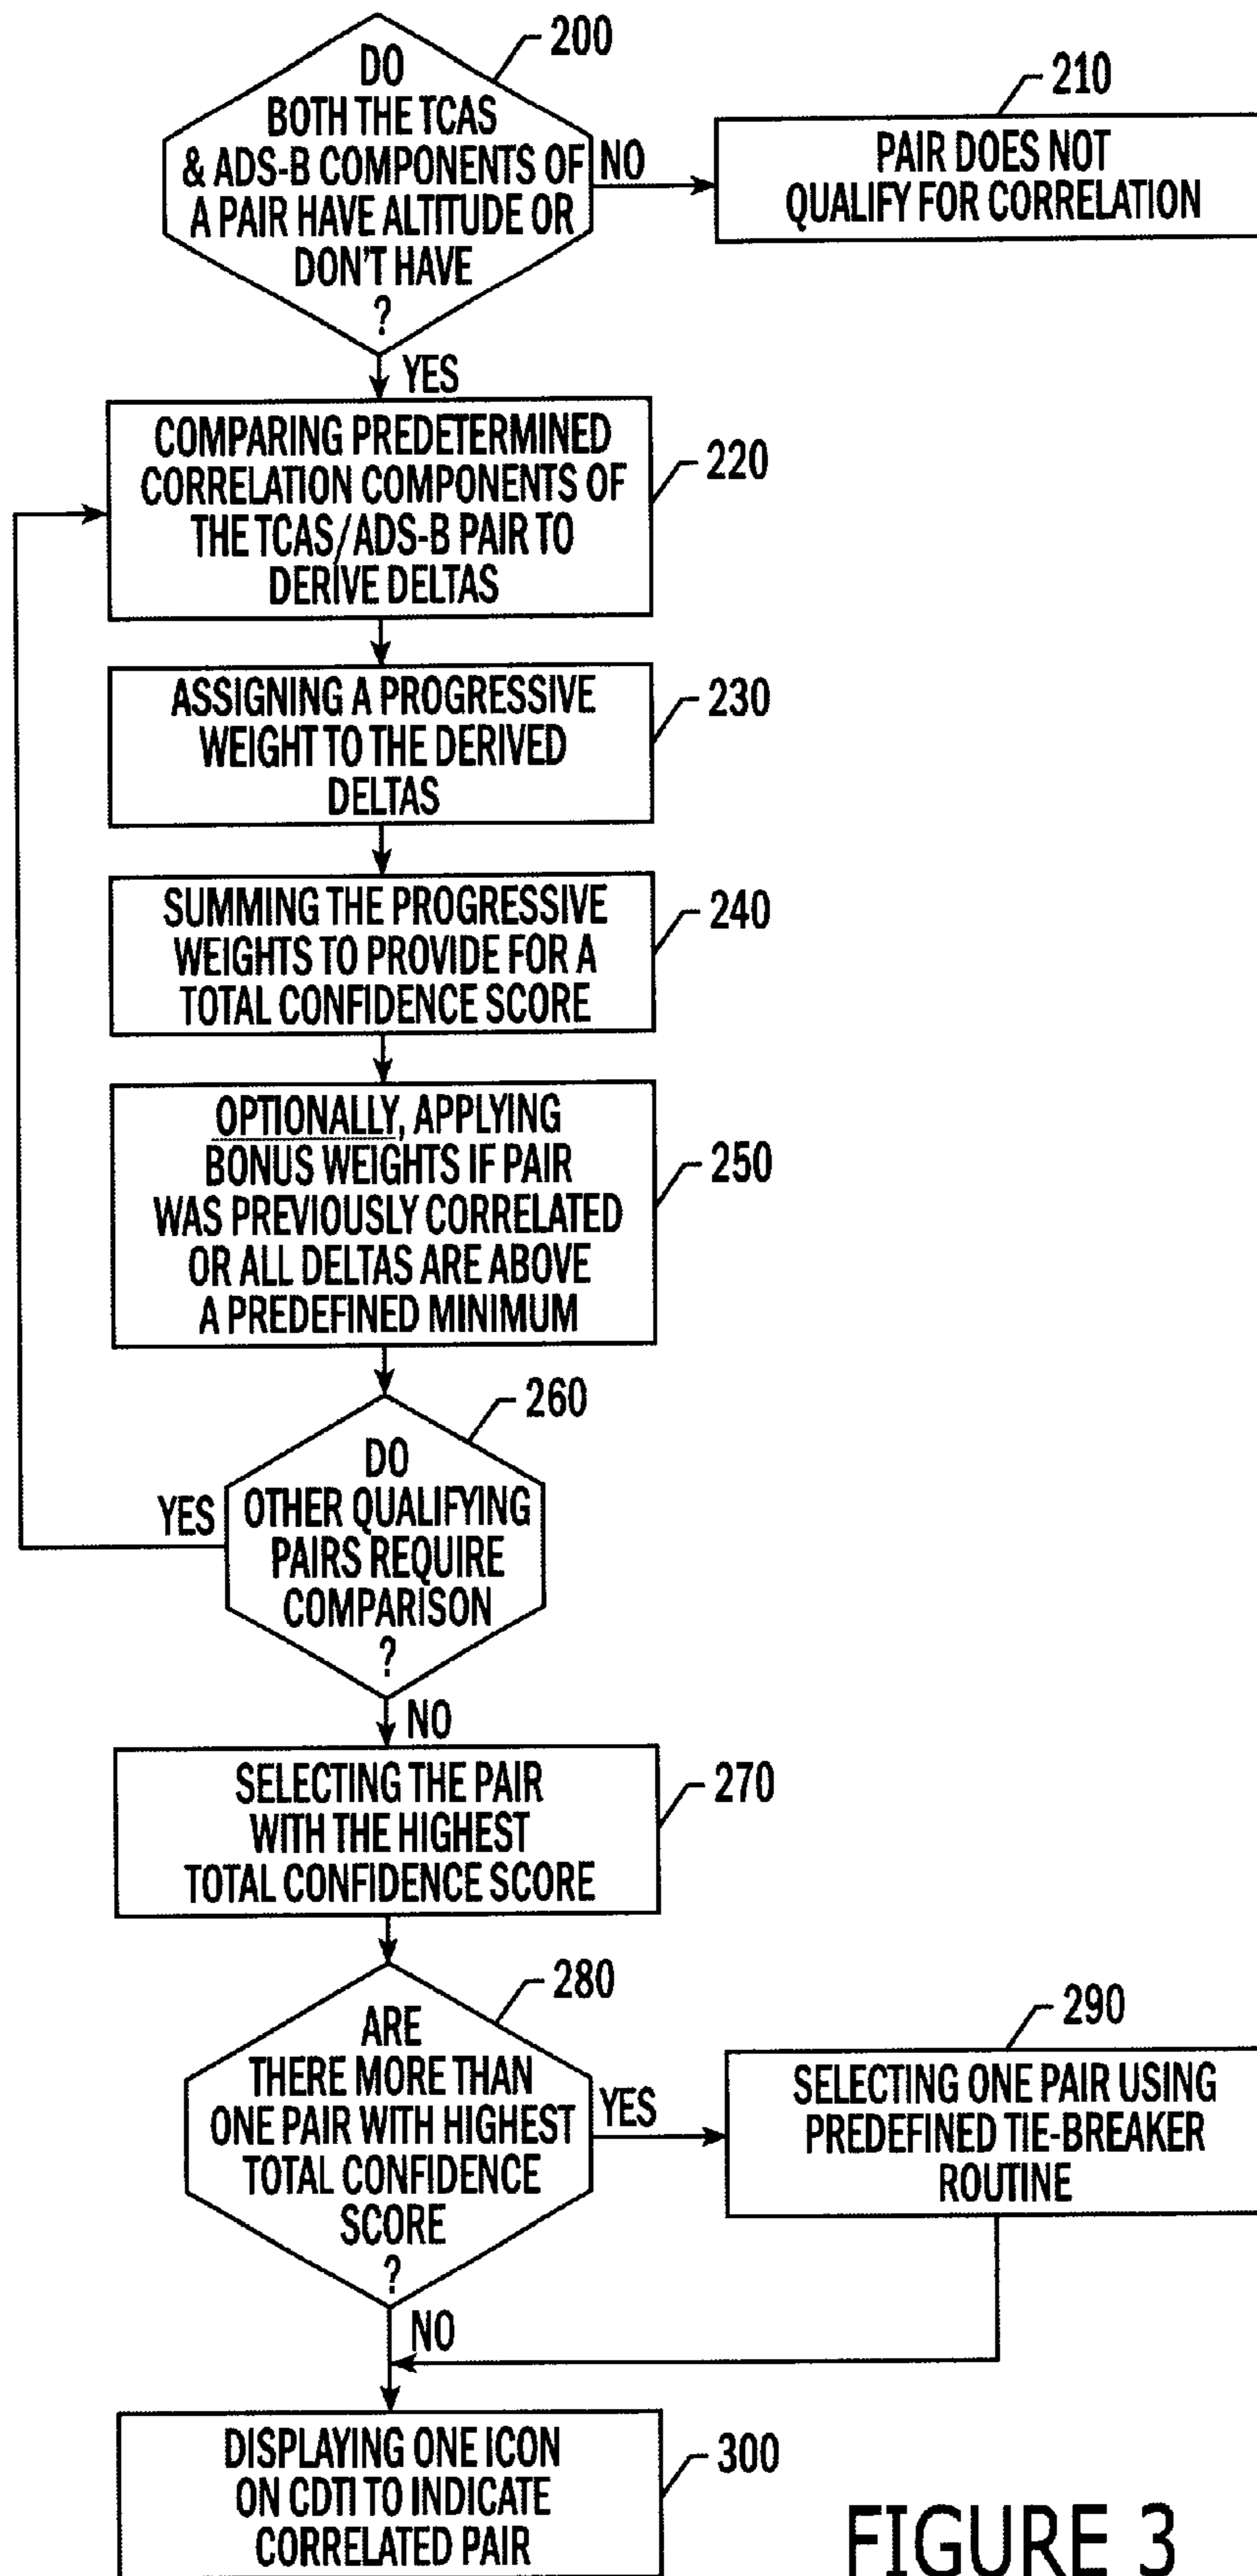 DO
BOTH THE TCAS
& ADS-B COMPONENTS OF
A PAIR HAVE ALTITUDE OR
DON'T HAVE
?
200
NO
210
PAIR DOES NOT
QUALIFY FOR CORRELATION
YES
COMPARING PREDETERMINED
CORRELATION COMPONENTS OF
THE TCAS/ADS-B PAIR TO
DERIVE DELTAS
220
ASSIGNING A PROGRESSIVE
WEIGHT TO THE DERIVED
DELTAS
230
SUMMING THE PROGRESSIVE
WEIGHTS TO PROVIDE FOR A
TOTAL CONFIDENCE SCORE
240
OPTIONALLY, APPLYING
BONUS WEIGHTS IF PAIR
WAS PREVIOUSLY CORRELATED
OR ALL DELTAS ARE ABOVE
A PREDEFINED MINIMUM
250
260
DO
OTHER QUALIFYING
PAIRS REQUIRE
COMPARISON
?
YES
NO
SELECTING THE PAIR
WITH THE HIGHEST
TOTAL CONFIDENCE SCORE
270
280
ARE
THERE MORE THAN
ONE PAIR WITH HIGHEST
TOTAL CONFIDENCE
SCORE
?
YES
290
SELECTING ONE PAIR USING
PREDEFINED TIE-BREAKER
ROUTINE
NO
DISPLAYING ONE ICON
ON CDTI TO INDICATE
CORRELATED PAIR
300
FIGURE 3